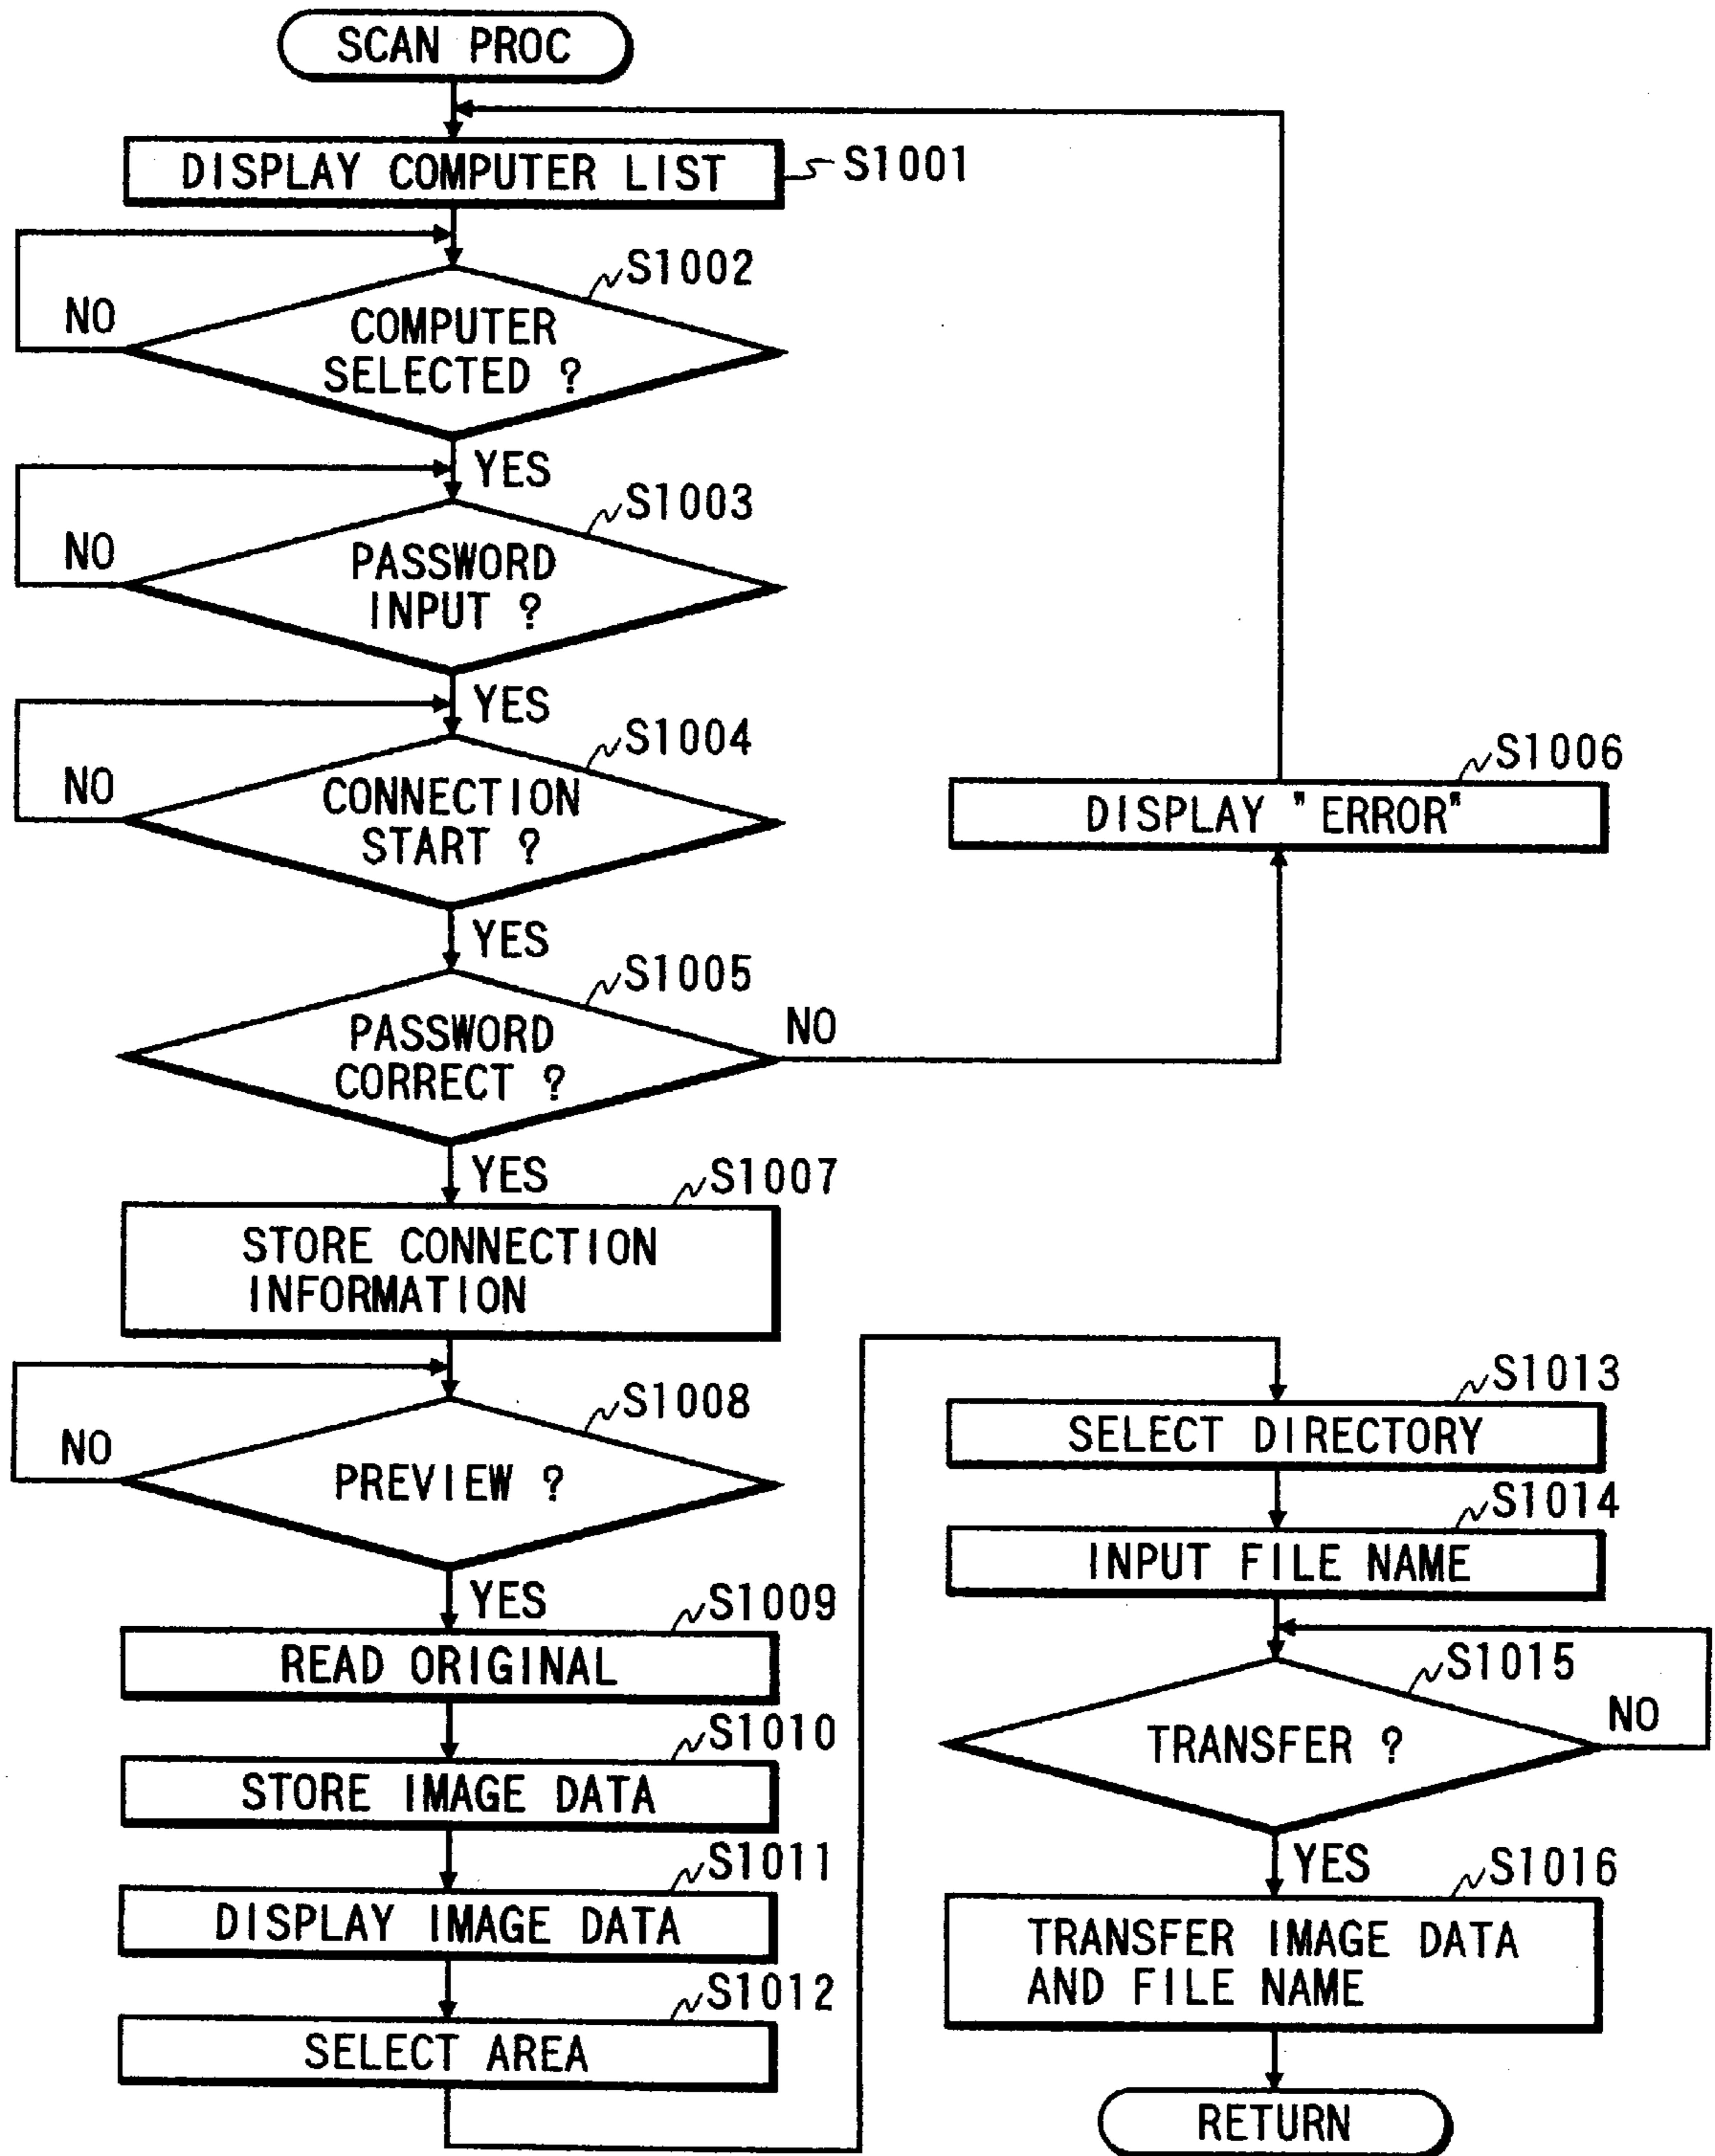 SCAN PROC
DISPLAY COMPUTER LIST
S1001
S1002
NO
COMPUTER
SELECTED ?
YES
S1003
NO
PASSWORD
INPUT ?
YES
S1004
NO
CONNECTION
START ?
YES
S1005
PASSWORD
CORRECT ?
NO
S1006
DISPLAY "ERROR"
YES
S1007
STORE CONNECTION
INFORMATION
S1008
NO
PREVIEW ?
YES
S1009
READ ORIGINAL
S1010
STORE IMAGE DATA
S1011
DISPLAY IMAGE DATA
S1012
SELECT AREA
S1013
SELECT DIRECTORY
S1014
INPUT FILE NAME
S1015
TRANSFER ?
NO
YES
S1016
TRANSFER IMAGE DATA
AND FILE NAME
RETURN